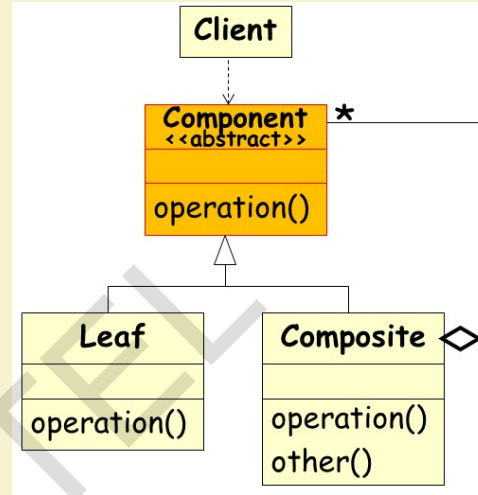 Client
Component
*
<<abstract>>
operation()
Leaf
Composite
operation()
operation()
other()